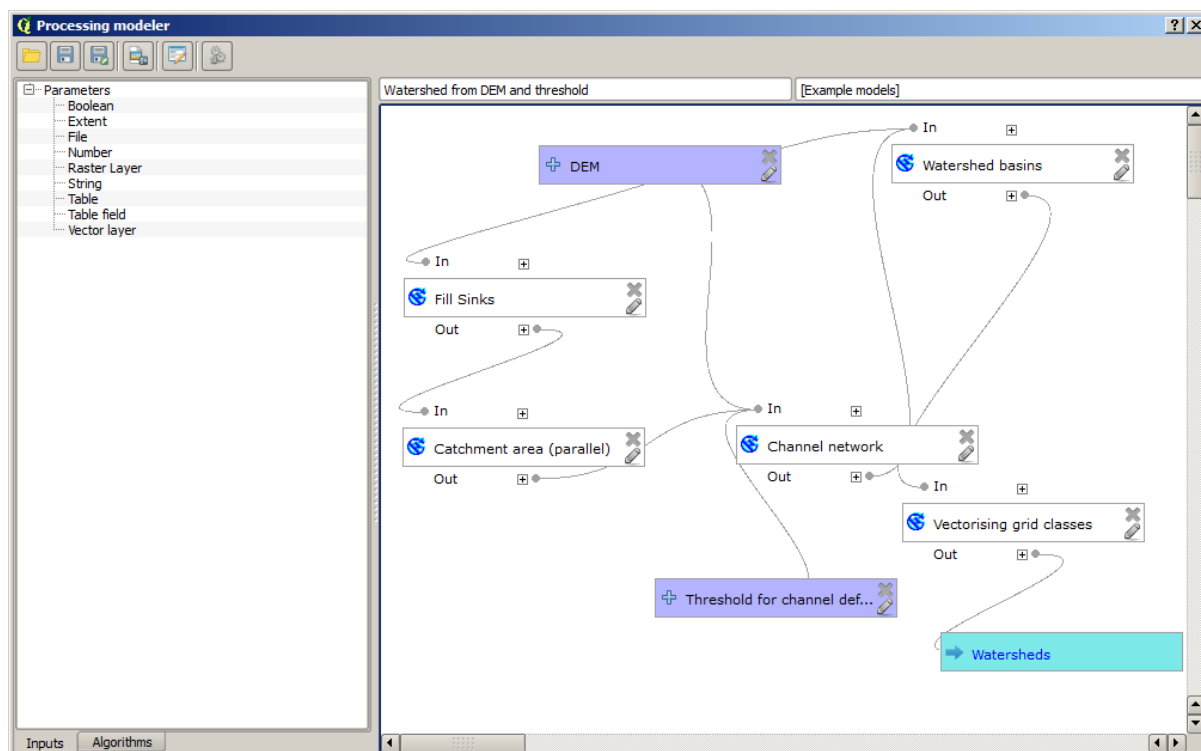 Processing modeler
Parameters
Boolean
Extent
File
Number
Raster Layer
String
Table
Table field
Vector layer
Inputs
Algorithms
Watershed from DEM and threshold
[Example models]
DEM
In
Watershed basins
Out
In
Fill Sinks
Out
In
Catchment area (parallel)
Out
In
Channel network
Out
In
Vectorising grid classes
Out
Threshold for channel def...
Watersheds